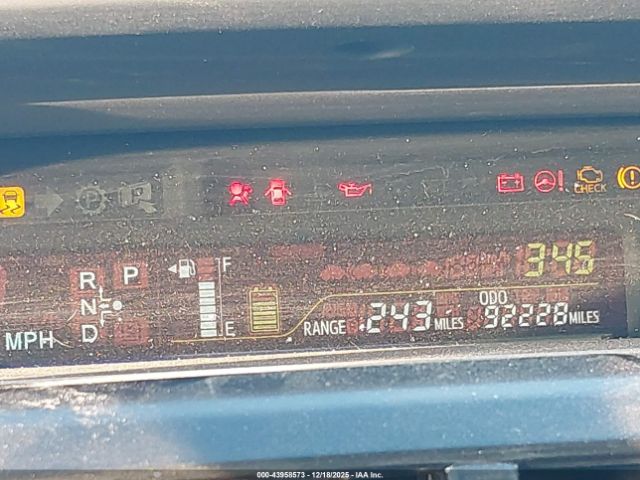 CHECK
345
R P F
N
D E
MPH RANGE 243 MILES ODO 92228 MILES
000-43958573 - 12/18/2025 - IAA Inc.